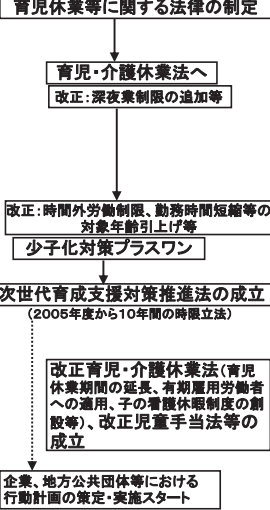 育児休業等に関する法律の制定
育児・介護休業法へ
改正：深夜業制限の追加等
改正：時間外労働制限、勤務時間短縮等の
対象年齢引上げ等
少子化対策プラスワン
次世代育成支援対策推進法の成立
（2005年度から10年間の時限立法）
改正育児・介護休業法（育児
休業期間の延長、有期雇用労働者
への適用、子の看護休暇制度の創
設等）、改正児童手当法等の
成立
企業、地方公共団体等における
行動計画の策定・実施スタート